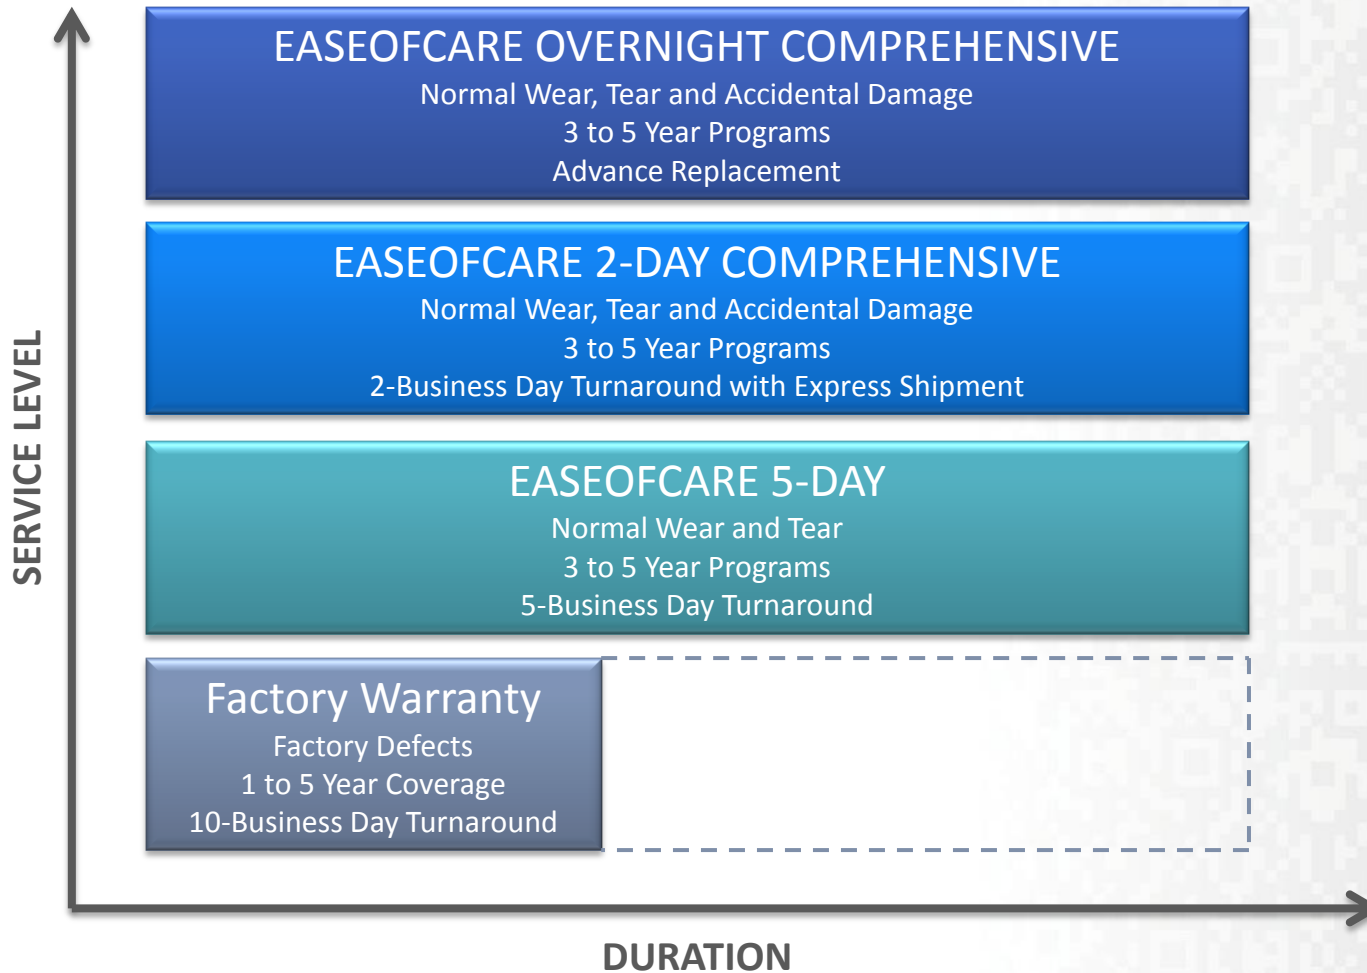 EASEOFCARE OVERNIGHT COMPREHENSIVE
Normal Wear, Tear and Accidental Damage
3 to 5 Year Programs
Advance Replacement
EASEOFCARE 2-DAY COMPREHENSIVE
Normal Wear, Tear and Accidental Damage
3 to 5 Year Programs
2-Business Day Turnaround with Express Shipment
EASEOFCARE 5-DAY
Normal Wear and Tear
3 to 5 Year Programs
5-Business Day Turnaround
Factory Warranty
Factory Defects
1 to 5 Year Coverage
10-Business Day Turnaround
SERVICE LEVEL
DURATION